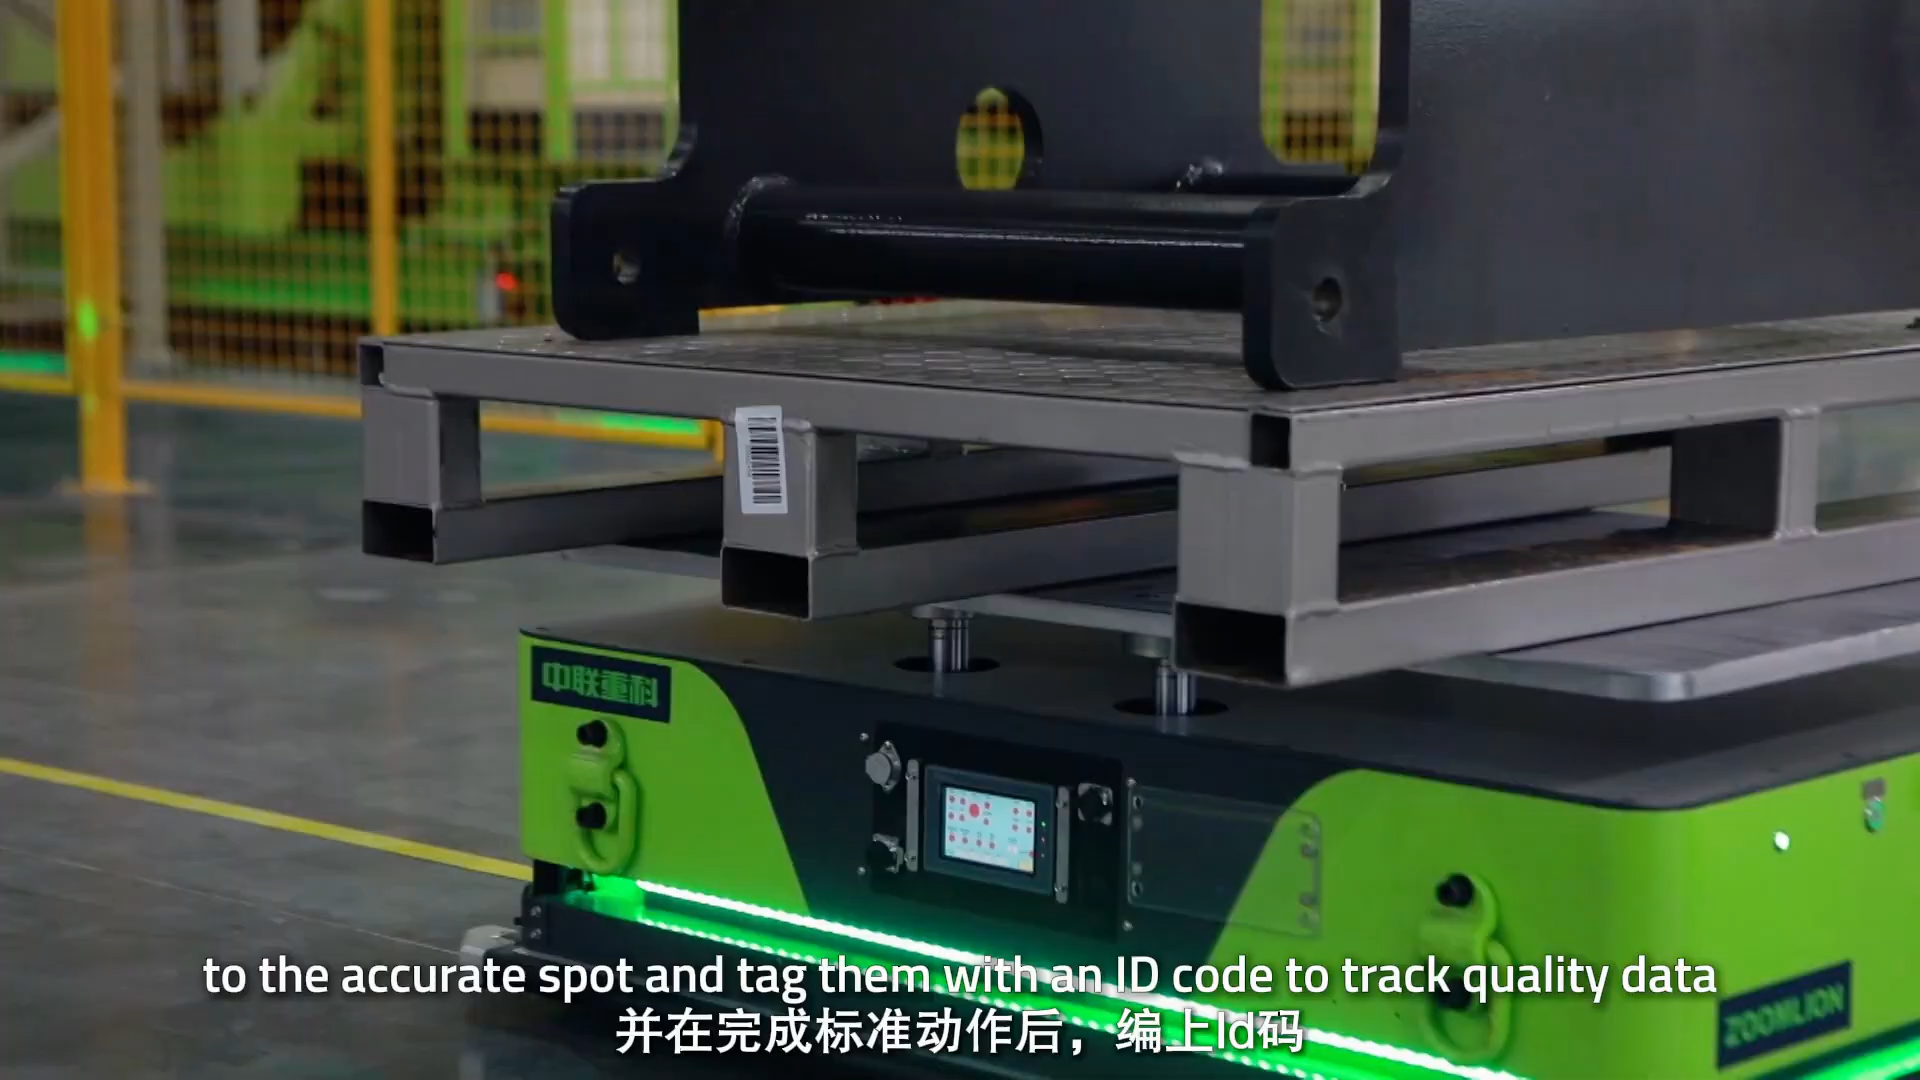 中联重科
ZOOMLION
to the accurate spot and tag them with an ID code to track quality data
并在完成标准动作后，编上Id码